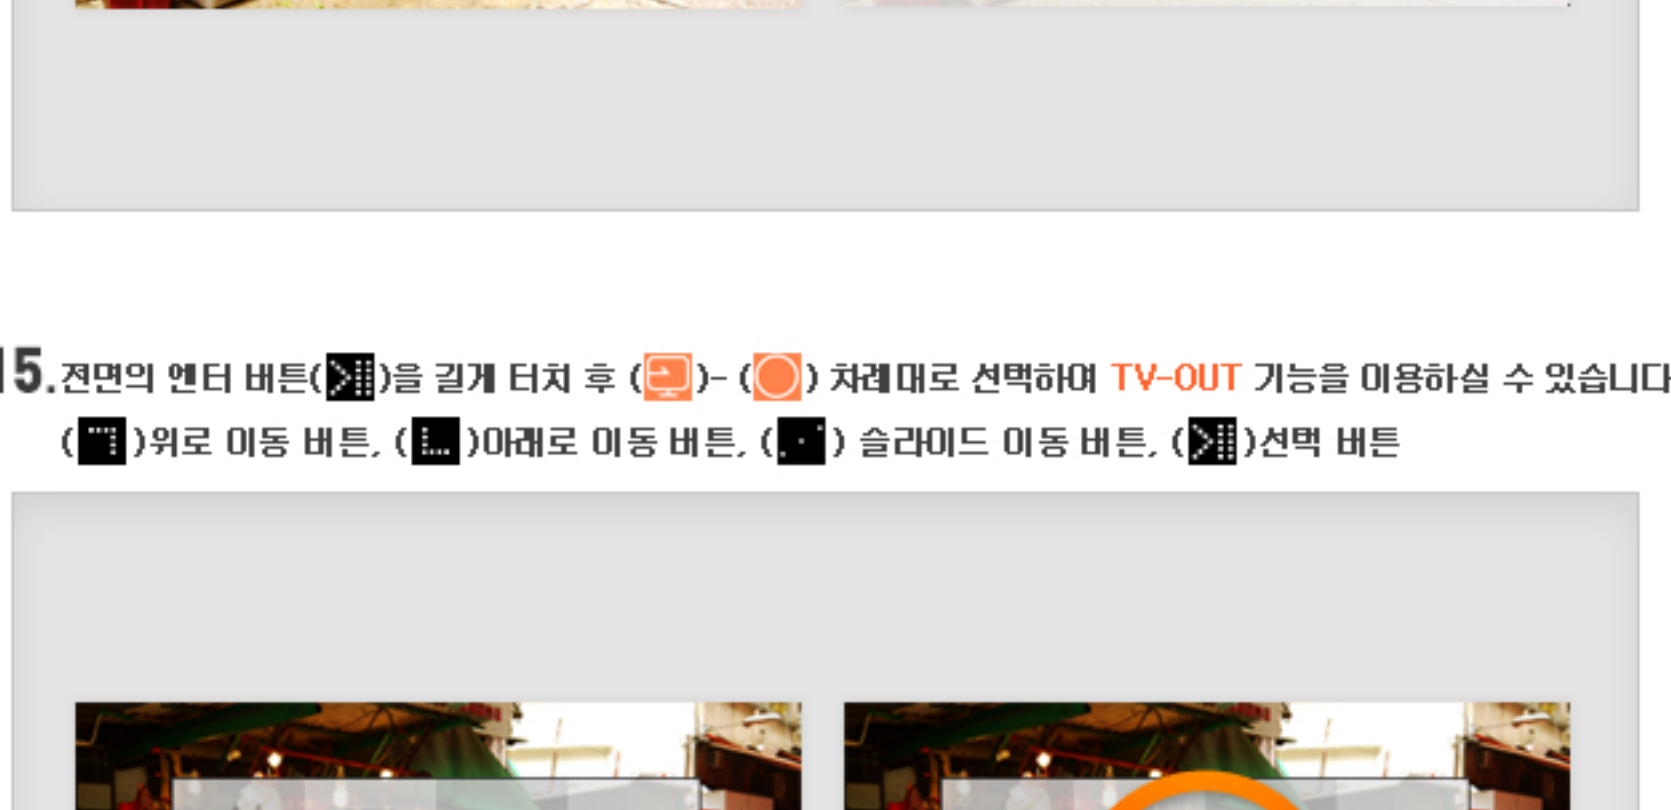 15.전면의 엔터 버튼( )을 길게 터치 후 ( )- ( ) 차례대로 선택하여 TV-OUT 기능을 이용하실 수 있습니다
( )위로 이동 버튼, ( )아래로 이동 버튼, ( ) 슬라이드 이동 버튼, ( )선택 버튼